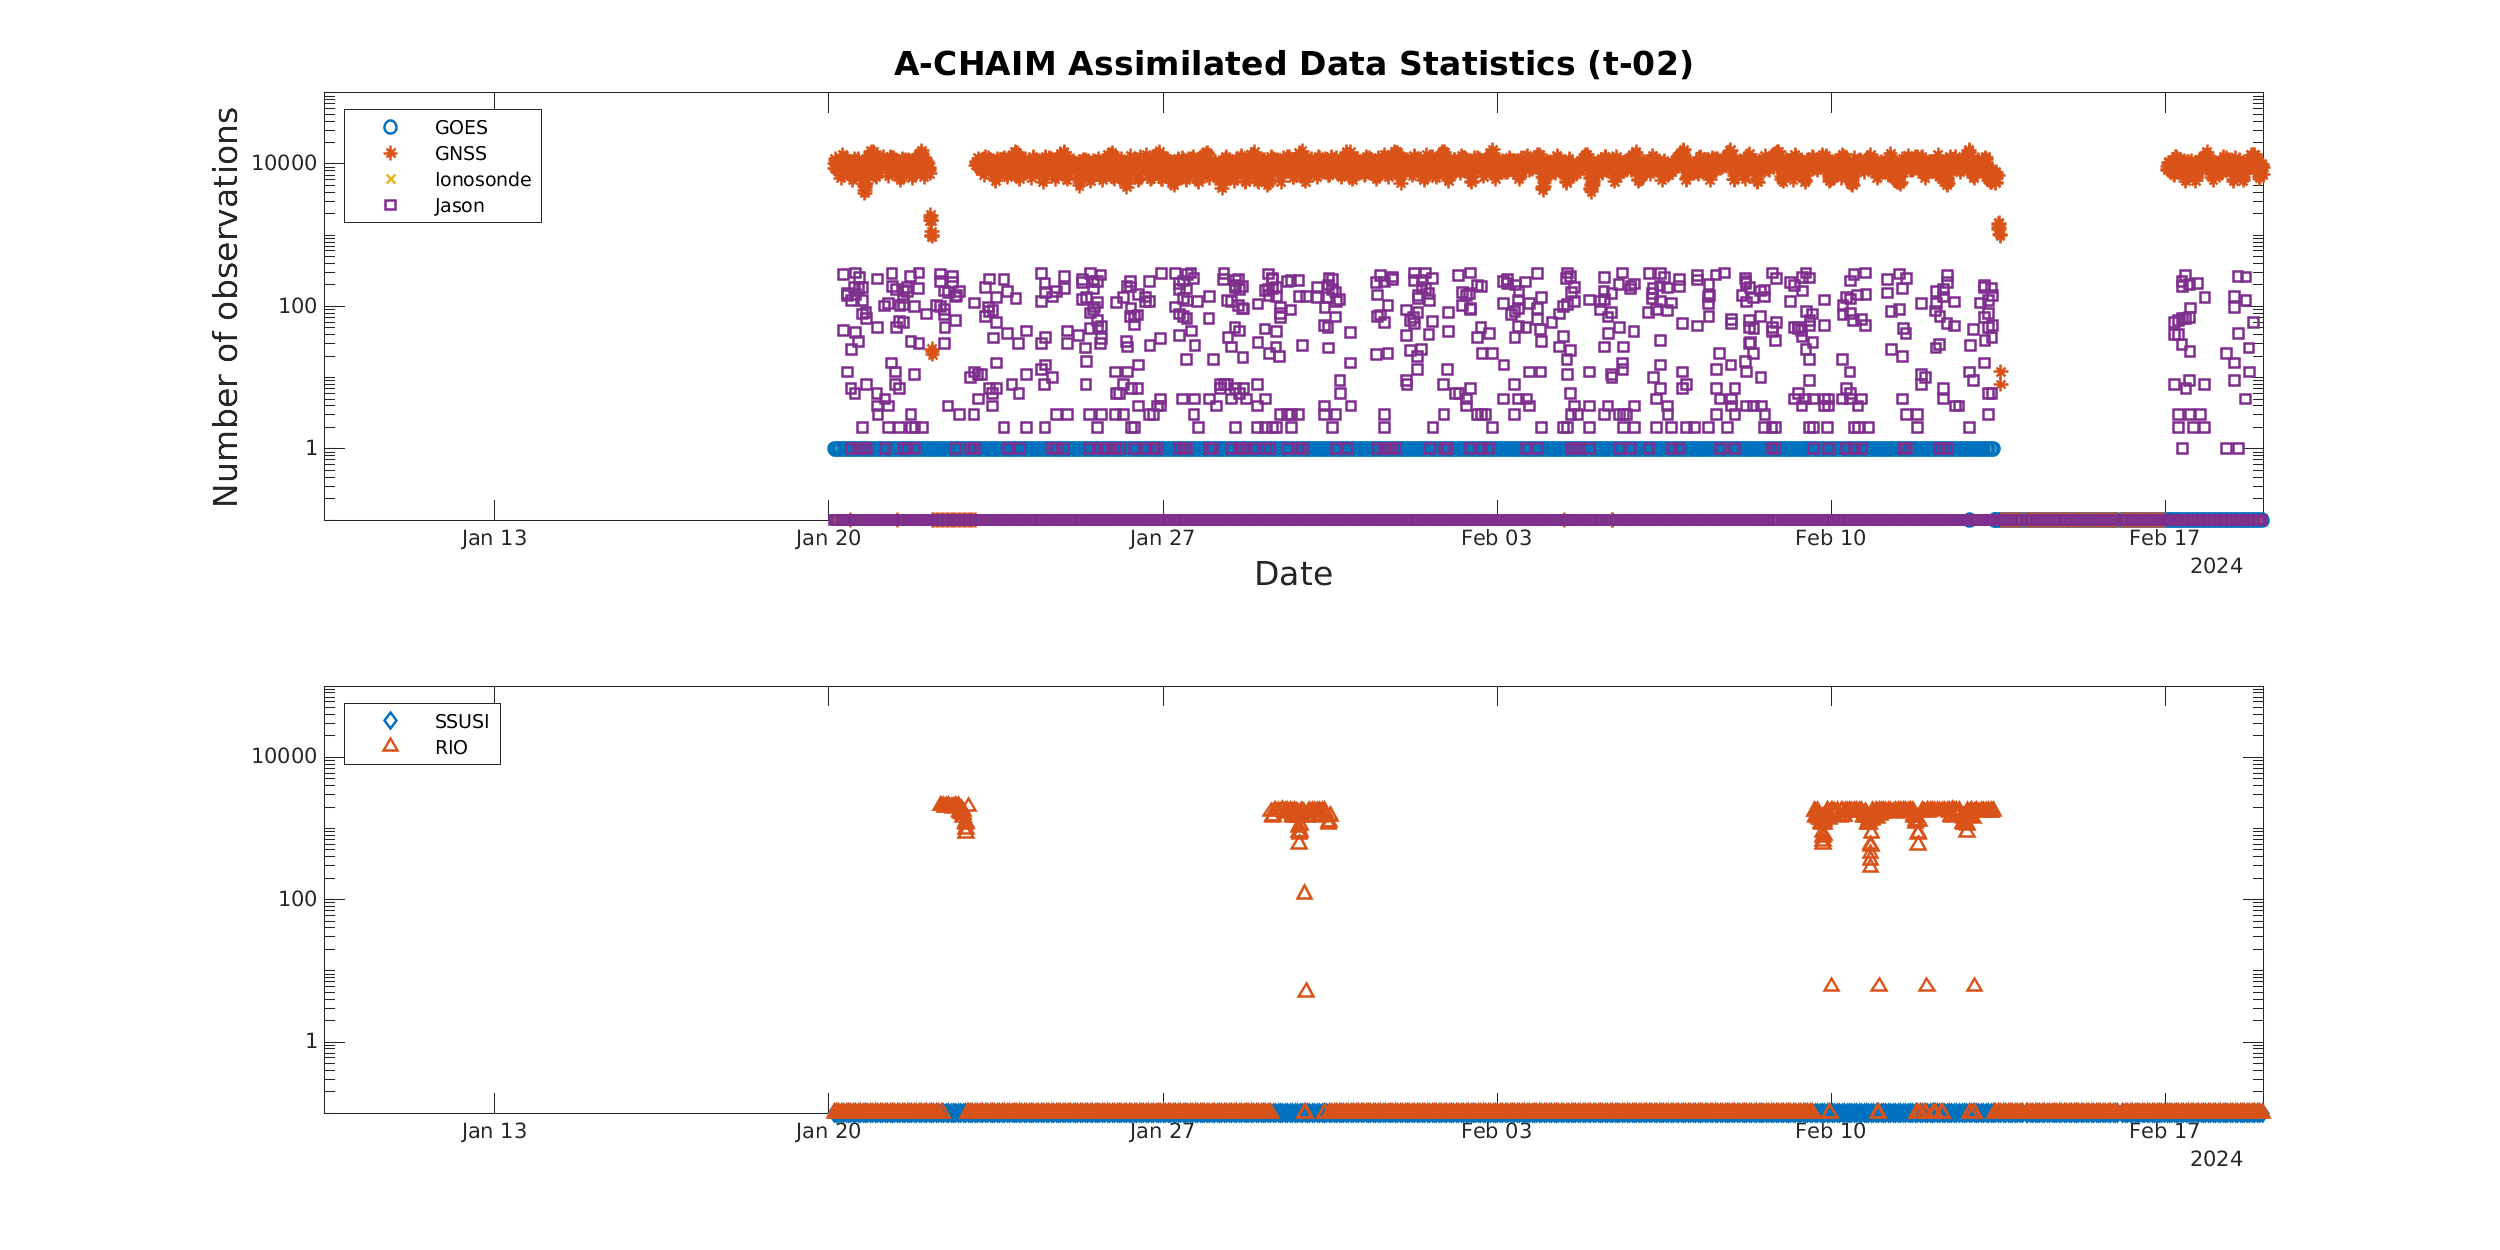 A-CHAIM Assimilated Data Statistics (t-02)
Number of observations
10000
100
1
GOES
GNSS
Ionosonde
Jason
Jan 13
Jan 20
Jan 27
Feb 03
Feb 10
Feb 17
2024
Date
10000
100
1
SSUSI
RIO
Jan 13
Jan 20
Jan 27
Feb 03
Feb 10
Feb 17
2024